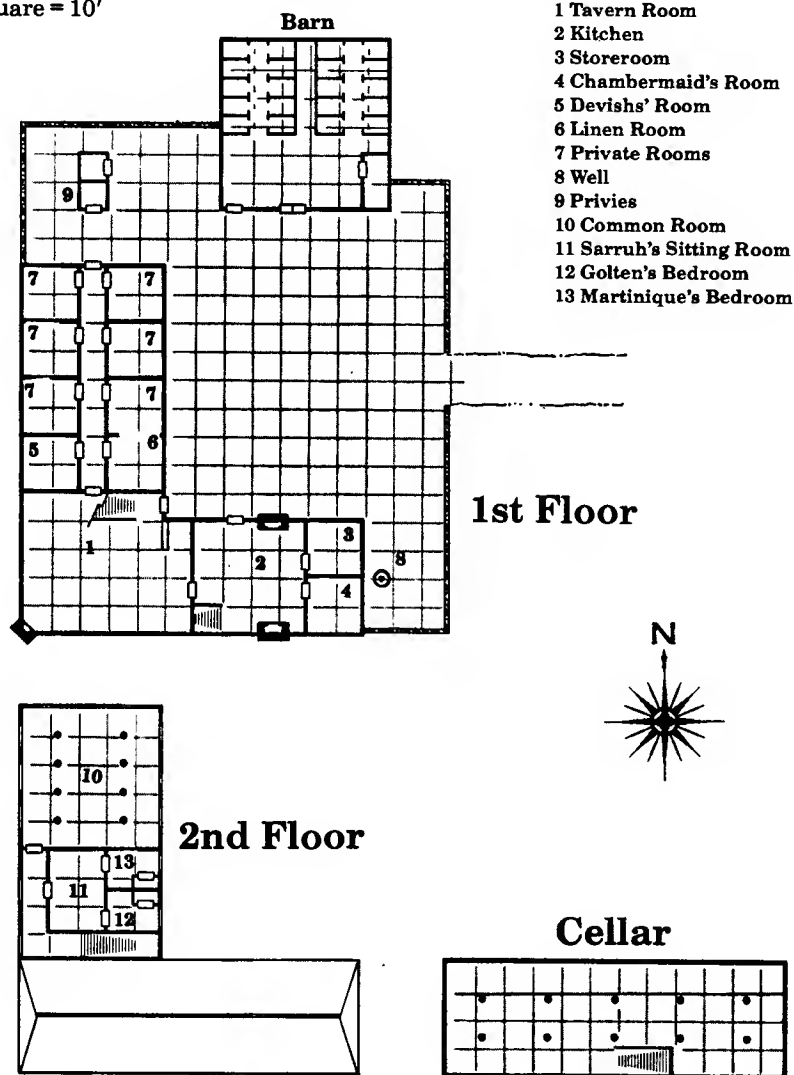 = 10'
Barn
1 Tavern Room
2 Kitchen
3 Storeroom
4 Chambermaid's Room
5 Devishs' Room
6 Linen Room
7 Private Rooms
8 Well
9 Privies
10 Common Room
11 Sarruh's Sitting Room
12 Golten's Bedroom
13 Martinique's Bedroom
9
7 7
7 7
7 7
5 6
1st Floor
1 2 3 8
4
N
10
2nd Floor
13
11
12
Cellar